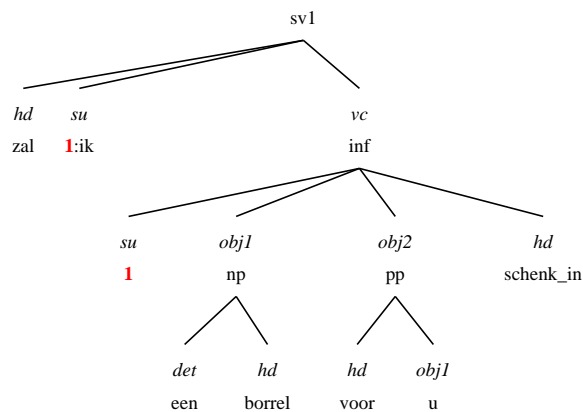 sv1
hd su vc
zal 1:ik inf
su obj1 obj2 hd
1 np pp schenk_in
det hd hd obj1
een borrel voor u